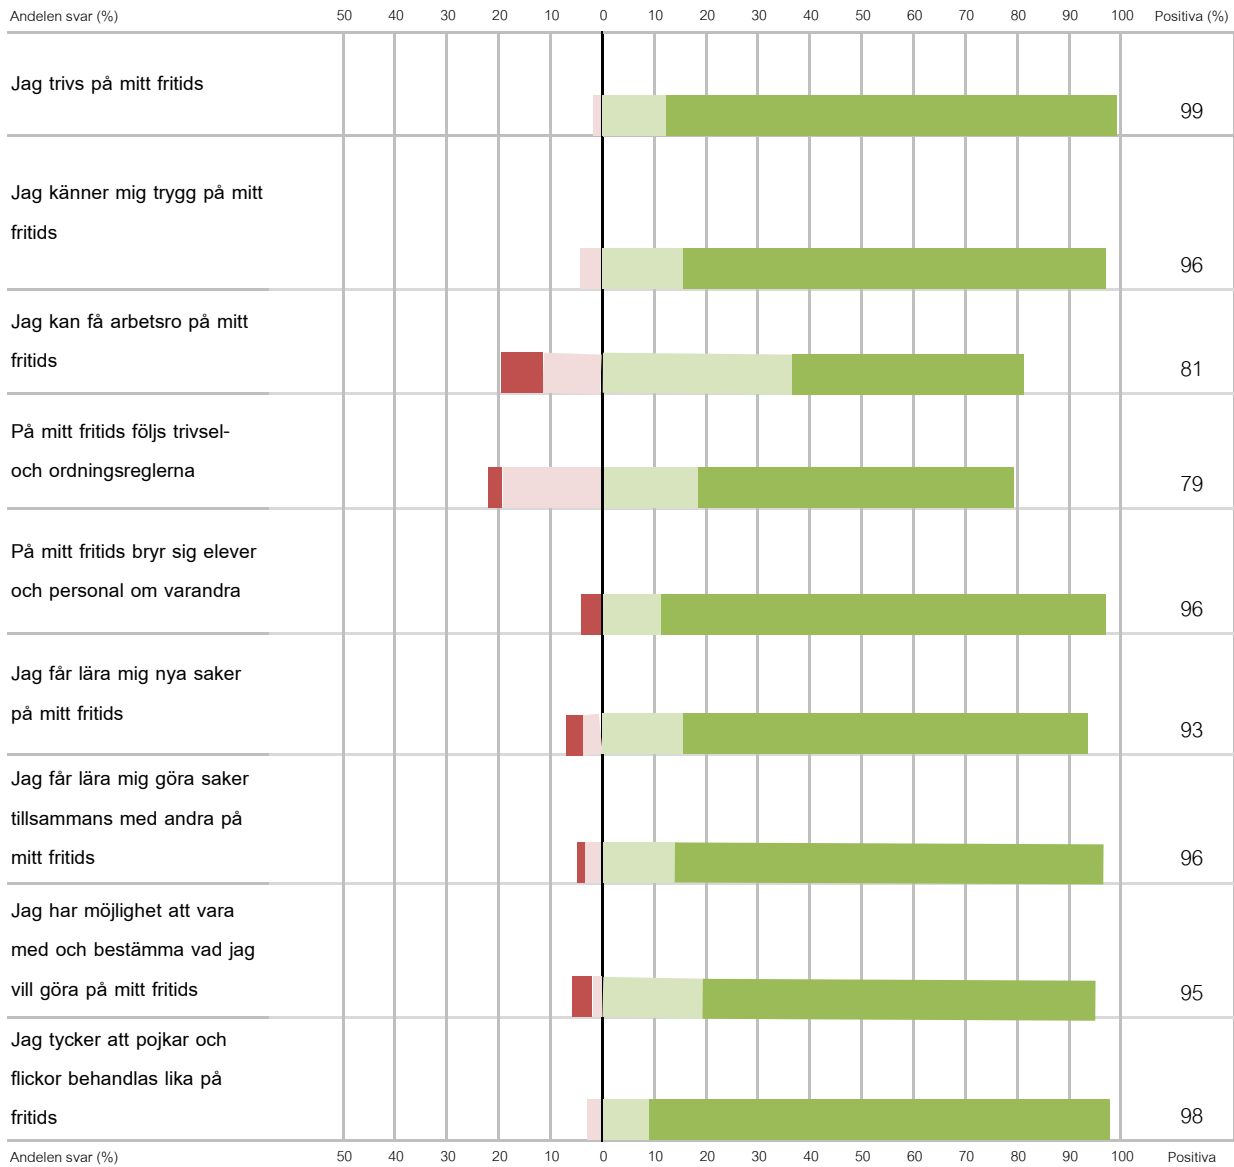 Andelen svar (%) 50 40 30 20 10 0 10 20 30 40 50 60 70 80 90 100 Positiva (%)
Jag trivs på mitt fritids
99
Jag känner mig trygg på mitt
fritids
96
Jag kan få arbetsro på mitt
fritids
81
På mitt fritids följs trivsel-
och ordningsreglerna
79
På mitt fritids bryr sig elever
och personal om varandra
96
Jag får lära mig nya saker
på mitt fritids
93
Jag får lära mig göra saker
tillsammans med andra på
mitt fritids
96
Jag har möjlighet att vara
med och bestämma vad jag
vill göra på mitt fritids
95
Jag tycker att pojkar och
flickor behandlas lika på
fritids
98
Andelen svar (%) 50 40 30 20 10 0 10 20 30 40 50 60 70 80 90 100 Positiva